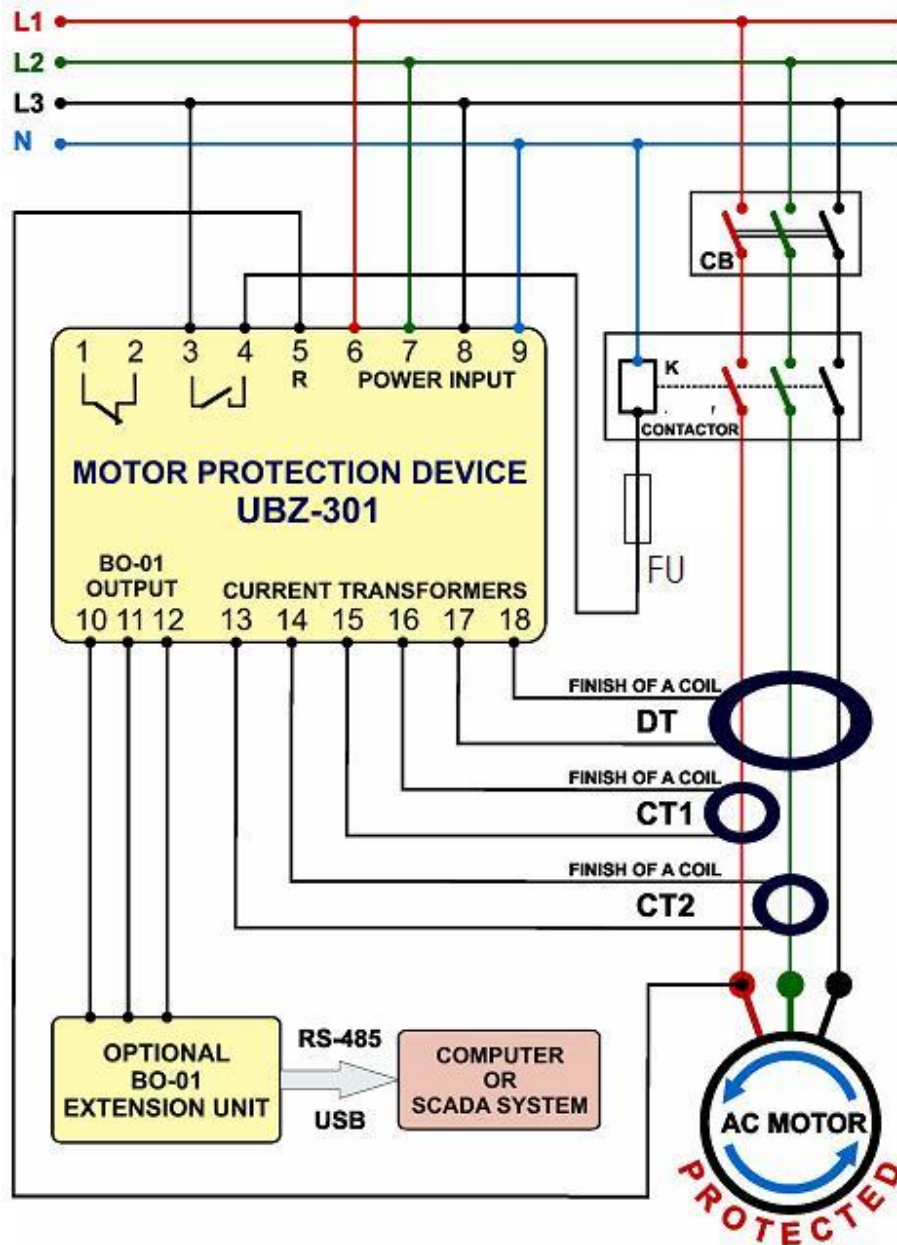 L1
L2
L3
N
CB
1 2 3 4 5 6 7 8 9
R POWER INPUT
K
CONTACTOR
MOTOR PROTECTION DEVICE
UBZ-301
FU
BO-01
OUTPUT
CURRENT TRANSFORMERS
10 11 12 13 14 15 16 17 18
FINISH OF A COIL
DT
FINISH OF A COIL
CT1
FINISH OF A COIL
CT2
OPTIONAL
BO-01
EXTENSION UNIT
RS-485
USB
COMPUTER
OR
SCADA SYSTEM
AC MOTOR
PROTECTED